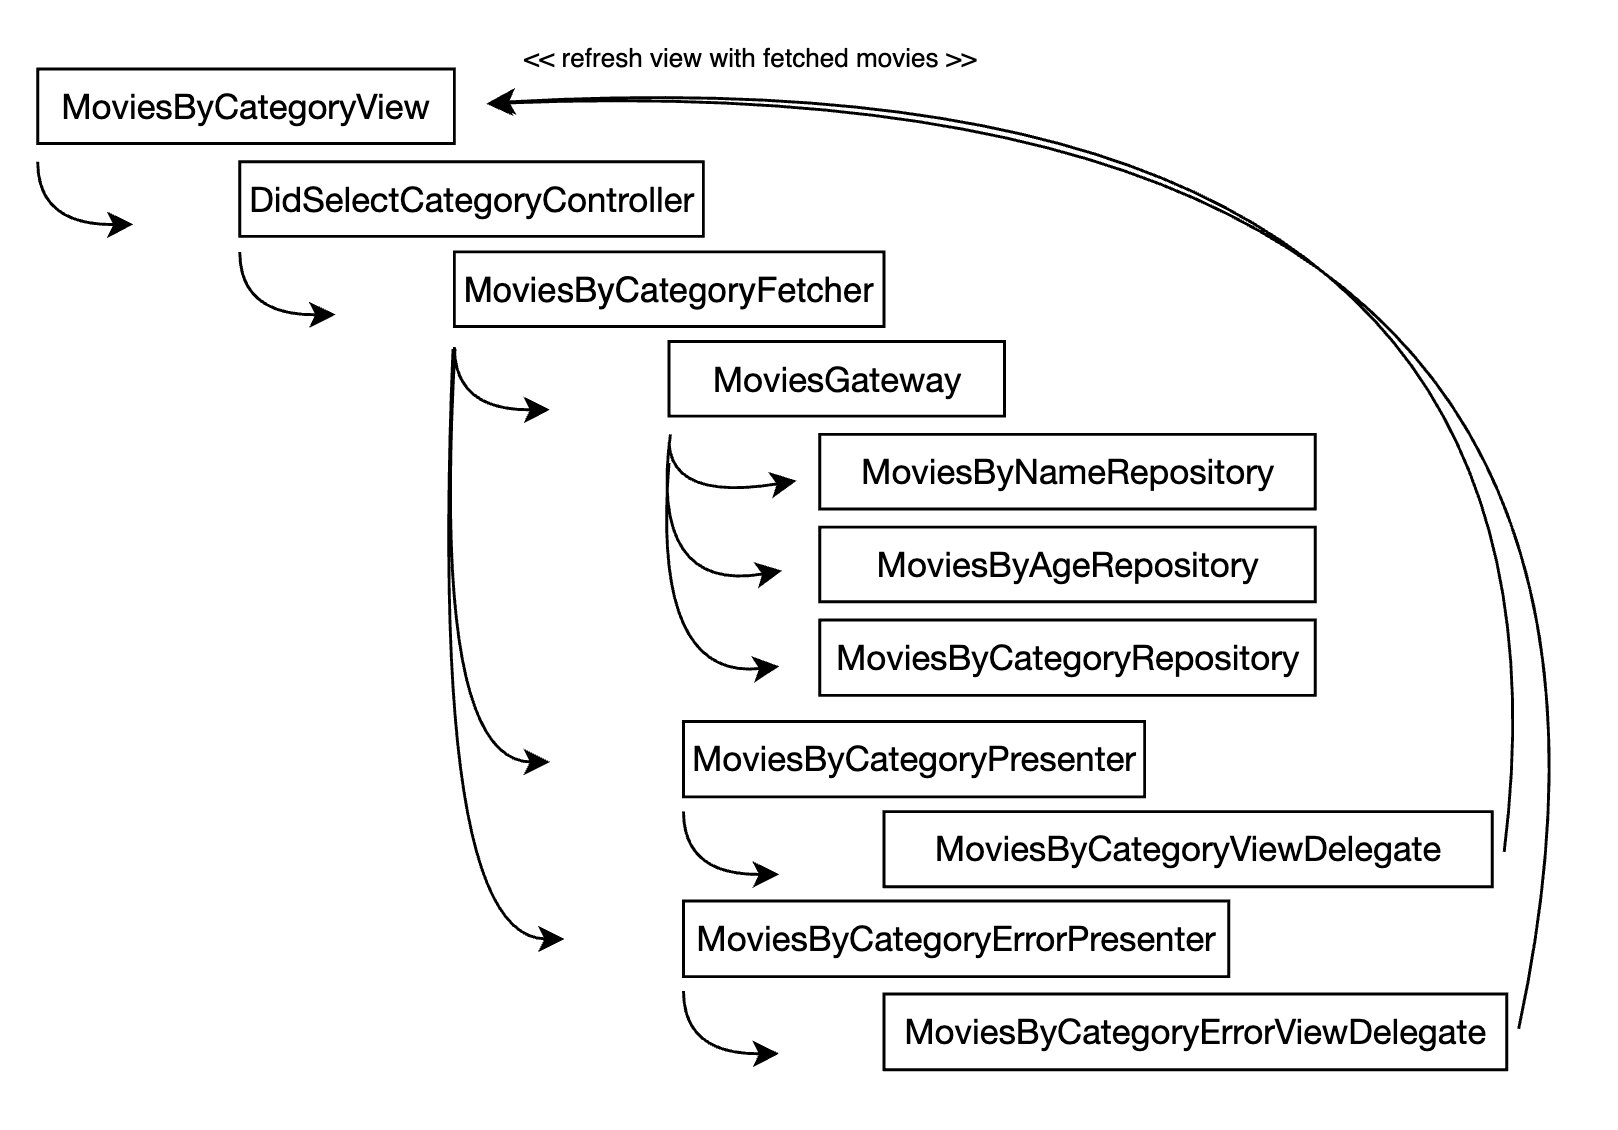 << refresh view with fetched movies >>
MoviesByCategoryView
DidSelectCategoryController
MoviesByCategoryFetcher
MoviesGateway
MoviesByNameRepository
MoviesByAgeRepository
MoviesByCategoryRepository
MoviesByCategoryPresenter
MoviesByCategoryViewDelegate
MoviesByCategoryErrorPresenter
MoviesByCategoryErrorViewDelegate